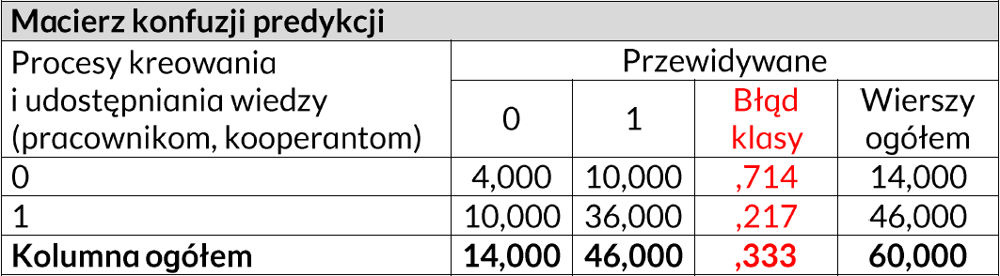 Macierz konfuzji predykcji
Procesy kreowania
i udostępniania wiedzy
(pracownikom, kooperantom)
Przewidywane
0 1 Błąd klasy Wierszy ogółem
0 4,000 10,000 ,714 14,000
1 10,000 36,000 ,217 46,000
Kolumna ogółem 14,000 46,000 ,333 60,000